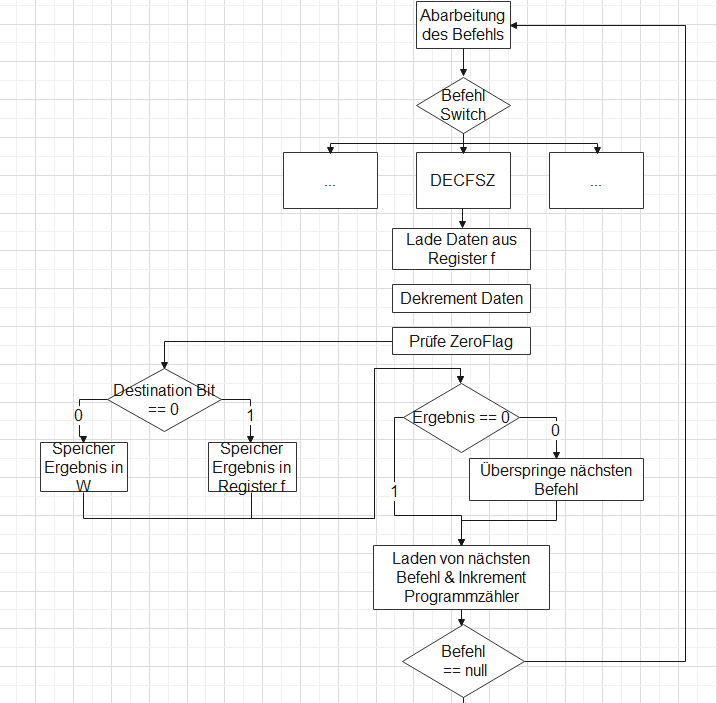 Abarbeitung
des Befehls
Befehl
Switch
...
DECFSZ
...
Lade Daten aus
Register f
Dekrement Daten
Prüfe ZeroFlag
Destination Bit
== 0
0
1
Speicher
Ergebnis in
W
Speicher
Ergebnis in
Register f
Ergebnis == 0
0
1
Überspringe nächsten
Befehl
Laden von nächsten
Befehl & Inkrement
Programmzähler
Befehl
== null